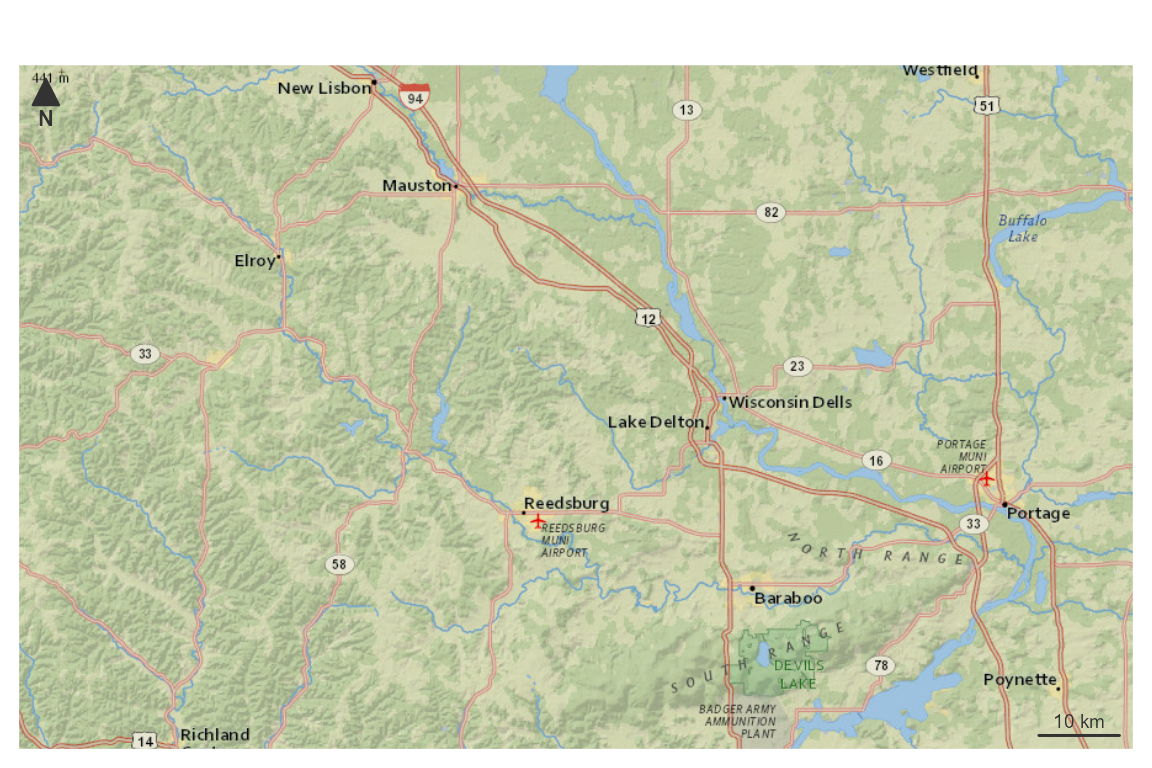 Westfield
441 m
New Lisbon
94
13
51
N
Mauston
82
Buffalo
Lake
Elroy
12
33
23
Wisconsin Dells
Lake Delton
PORTAGE
MUNI
AIRPORT
16
Reedsburg
Portage
REEDSBURG
MUNI
AIRPORT
33
NORTH RANGE
58
Baraboo
SOUTH RANGE
DEVILS
LAKE
78
Poynette
BADGER ARMY
AMMUNITION
PLANT
10 km
14
Richland